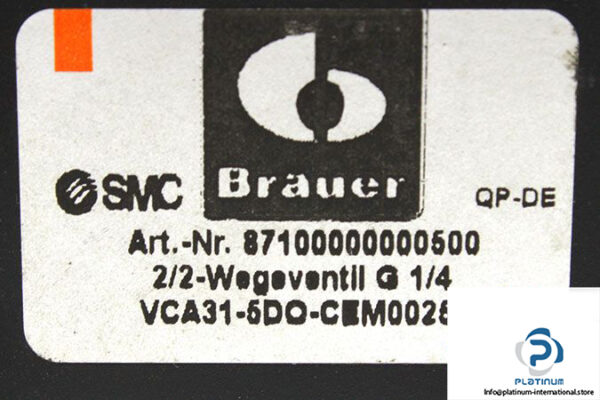 SMC
Brauer
QP-DE
Art.-Nr. 87100000000500
2/2-Wegeventil G 1/4
VCA31-5DO-CEM002
PLATINUM
Info@platinum-international.store